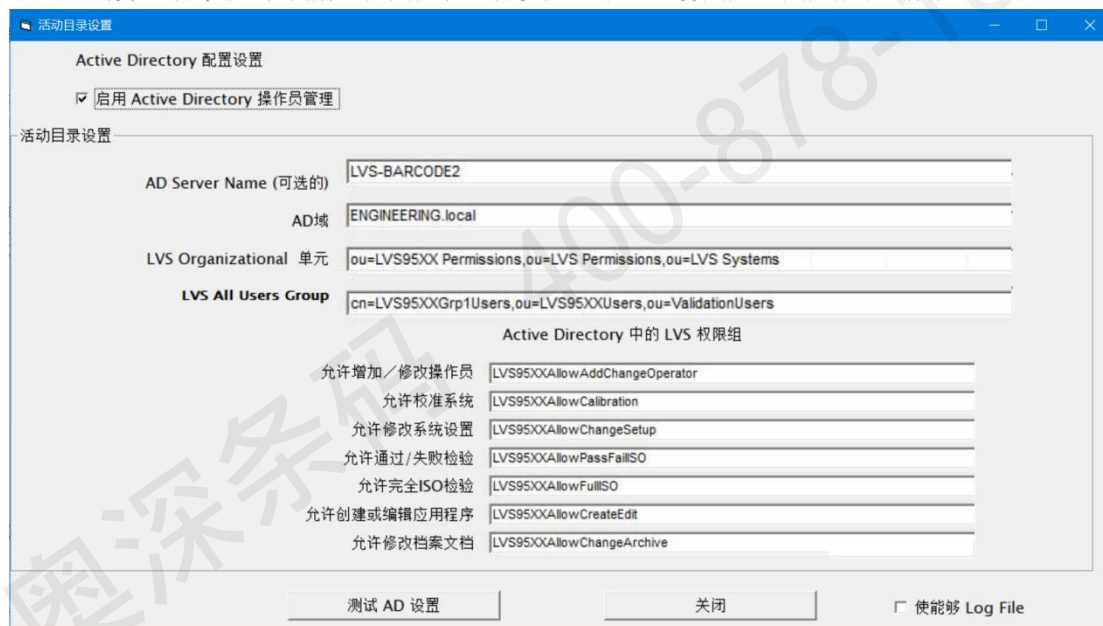 活动目录设置
Active Directory 配置设置
启用 Active Directory 操作员管理
活动目录设置
AD Server Name (可选的) LVS-BARCODE2
AD域 ENGINEERING.local
LVS Organizational 单元 ou=LVS95XX Permissions,ou=LVS Permissions,ou=LVS Systems
LVS All Users Group cn=LVS95XXGrp1Users,ou=LVS95XXUsers,ou=ValidationUsers
Active Directory 中的 LVS 权限组
允许增加／修改操作员 LVS95XXAllowAddChangeOperator
允许校准系统 LVS95XXAllowCalibration
允许修改系统设置 LVS95XXAllowChangeSetup
允许通过/失败检验 LVS95XXAllowPassFailISO
允许完全ISO检验 LVS95XXAllowFullISO
允许创建或编辑应用程序 LVS95XXAllowCreateEdit
允许修改档案文档 LVS95XXAllowChangeArchive
测试 AD 设置 关闭 使能够 Log File
奥深条码 400-878-